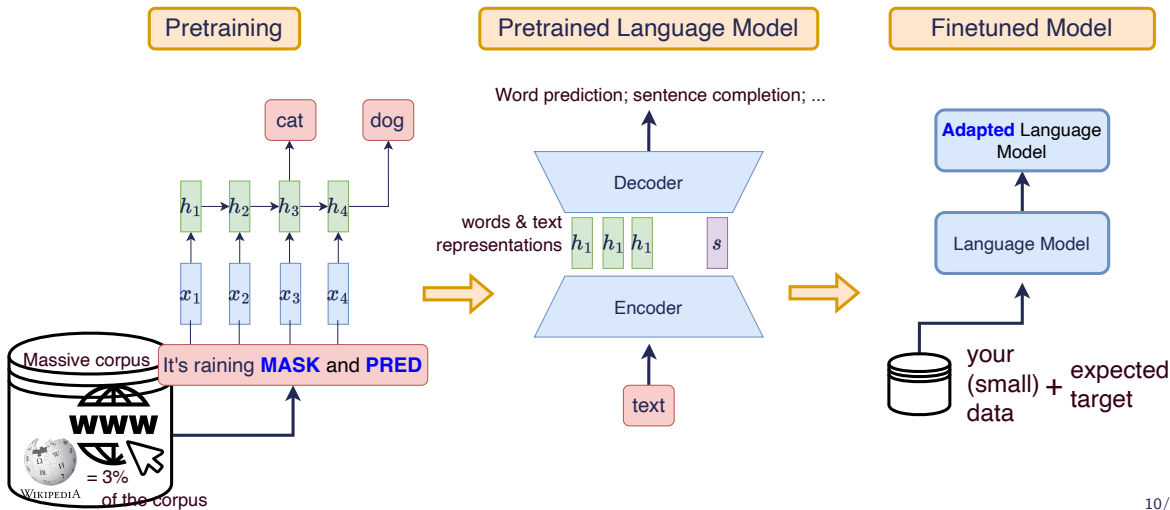 Pretraining
Pretrained Language Model
Finetuned Model
cat
dog
h₁
h₂
h₃
h₄
x₁
x₂
x₃
x₄
Massive corpus
It's raining MASK and PRED
WWW
WIKIPEDIA
= 3%
of the corpus
Word prediction; sentence completion; ...
Decoder
words & text
representations
h₁
h₁
h₁
s
Encoder
text
Adapted Language
Model
Language Model
your
(small)
data
+
expected
target
10/